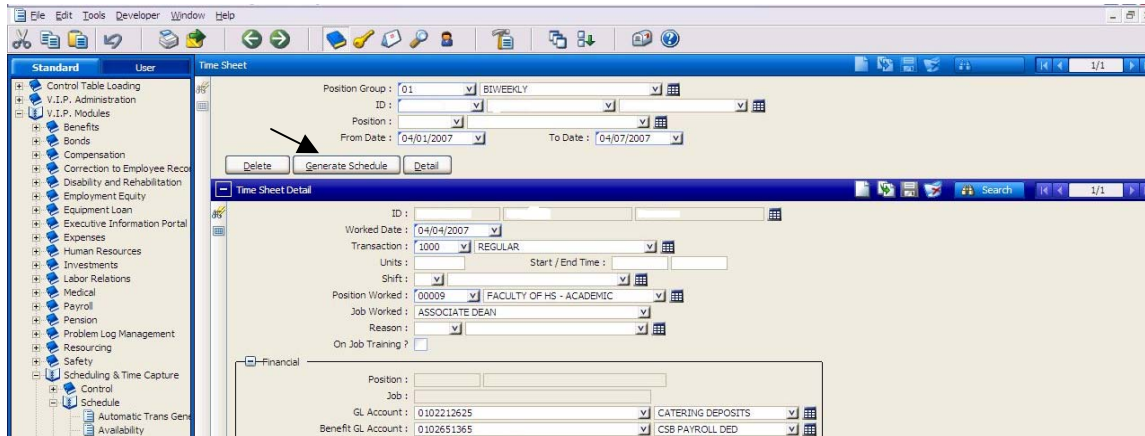 File Edit Tools Developer Window Help
Standard User
Control Table Loading
V.I.P. Administration
V.I.P. Modules
Benefits
Bonds
Compensation
Correction to Employee Recor
Disability and Rehabilitation
Employment Equity
Equipment Loan
Executive Information Portal
Expenses
Human Resources
Investments
Labor Relations
Medical
Payroll
Pension
Problem Log Management
Resourcing
Safety
Scheduling & Time Capture
Control
Schedule
Automatic Trans Gene
Availability
Time Sheet 1/1
Position Group : 01 BIWEEKLY
ID :
Position :
From Date : 04/01/2007 To Date : 04/07/2007
Delete Generate Schedule Detail
Time Sheet Detail Search 1/1
ID :
Worked Date : 04/04/2007
Transaction : 1000 REGULAR
Units : Start / End Time :
Shift :
Position Worked : 00009 FACULTY OF HS - ACADEMIC
Job Worked : ASSOCIATE DEAN
Reason :
On Job Training ?
Financial
Position :
Job :
GL Account : 0102212625 CATERING DEPOSITS
Benefit GL Account : 0102651365 CSB PAYROLL DED